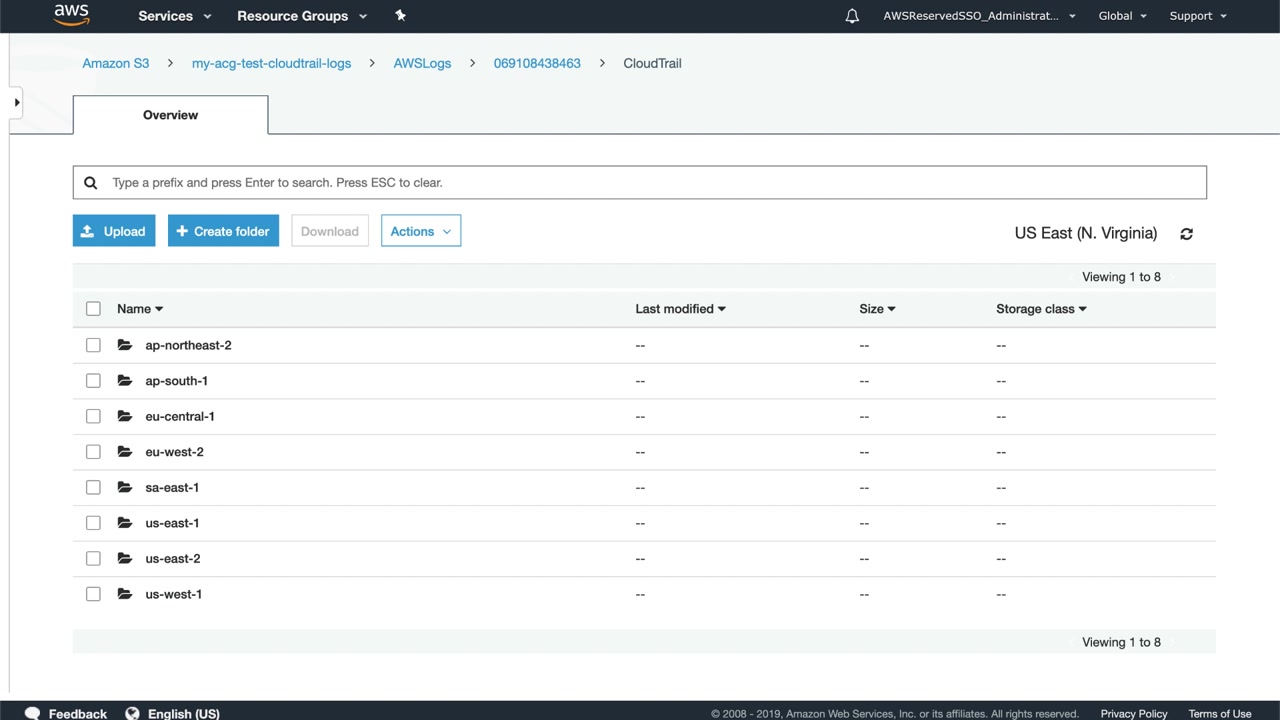 aws Services Resource Groups AWSReservedSSO_Administrat... Global Support
Amazon S3 my-acg-test-cloudtrail-logs AWSLogs 069108438463 CloudTrail
Overview
Type a prefix and press Enter to search. Press ESC to clear.
Upload + Create folder Download Actions US East (N. Virginia)
Viewing 1 to 8
Name Last modified Size Storage class
ap-northeast-2 -- -- --
ap-south-1 -- -- --
eu-central-1 -- -- --
eu-west-2 -- -- --
sa-east-1 -- -- --
us-east-1 -- -- --
us-east-2 -- -- --
us-west-1 -- -- --
Viewing 1 to 8
Feedback English (US) © 2008 - 2019, Amazon Web Services, Inc. or its affiliates. All rights reserved. Privacy Policy Terms of Use